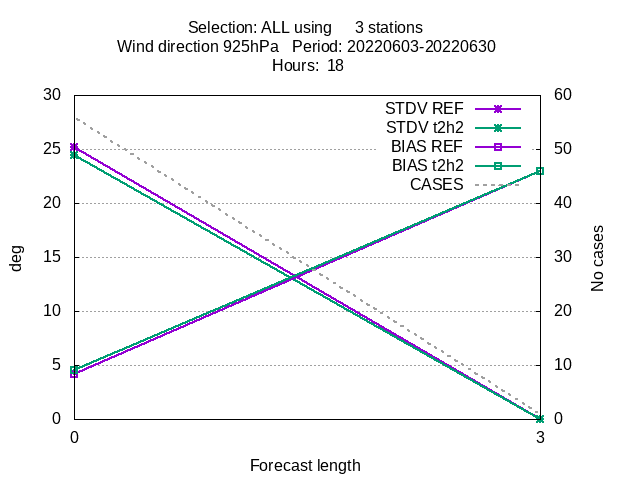 Selection: ALL using 3 stations
Wind direction 925hPa Period: 20220603-20220630
Hours: 18
30 60
STDV REF
STDV t2h2
25 BIAS REF 50
BIAS t2h2
CASES
20 40
deg
15 30
No cases
10 20
5 10
0 0
0 3
Forecast length